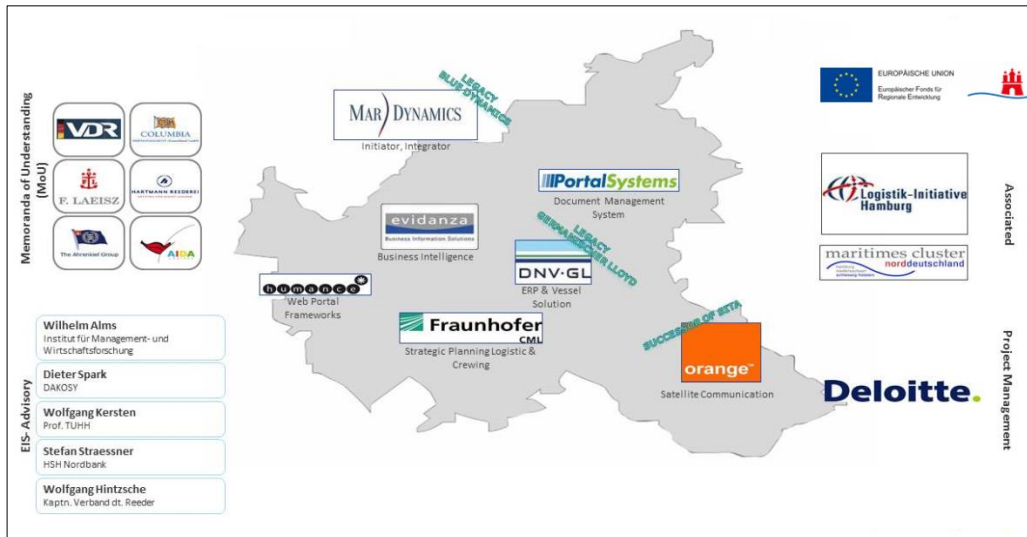 Memoranda of Understanding
(MoU)
VDR
COLUMBIA
F. LAEISZ
HARTMANN REEDEREI
The Ahrenkiel Group
AIDA
EIS- Advisory
Wilhelm Alms
Institut für Management- und
Wirtschaftsforschung
Dieter Spark
DAKOSY
Wolfgang Kersten
Prof. TUHH
Stefan Straessner
HSH Nordbank
Wolfgang Hintzsche
Kaptn. Verband dt. Reeder
LEGACY
BLUE DYNAMICS
MAR DYNAMICS
Initiator, Integrator
PortalSystems
Document Management
System
evidanza
Business Information Solutions
Business Intelligence
LEGACY
GERMANISCHER LLOYD
DNV·GL
ERP & Vessel
Solution
humance*
Web Portal
Frameworks
Fraunhofer
CML
Strategic Planning Logistic &
Crewing
SUCCESSOR OF SITA
orange™
Satellite Communication
EUROPÄISCHE UNION
Europäischer Fonds für
Regionale Entwicklung
Associated
Logistik-Initiative
Hamburg
maritimes cluster
norddeutschland
Project Management
Deloitte.